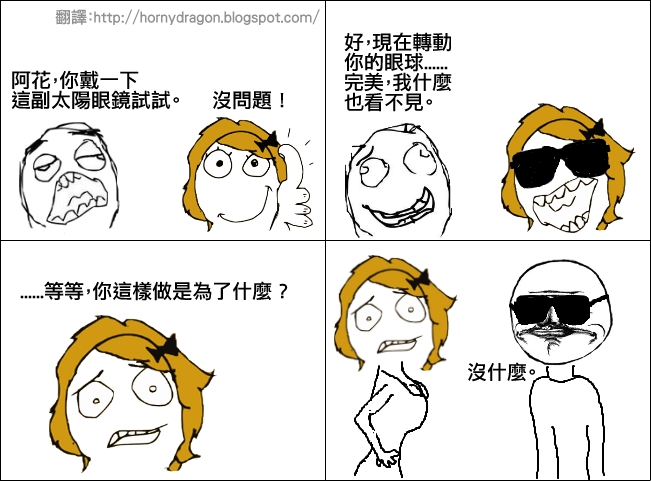 翻譯:http://hornydragon.blogspot.com/
阿花,你戴一下
這副太陽眼鏡試試。
沒問題！
好,現在轉動
你的眼球......
完美,我什麼
也看不見。
......等等,你這樣做是為了什麼？
沒什麼。